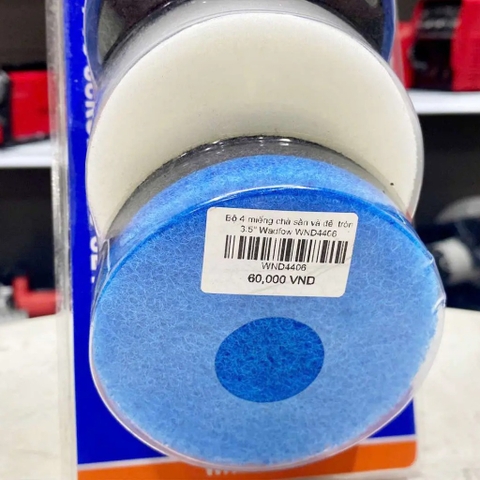 Bộ 4 miếng chà sàn và đế tròn
3.5" Wadfow WND4406
WND4406
60,000 VND